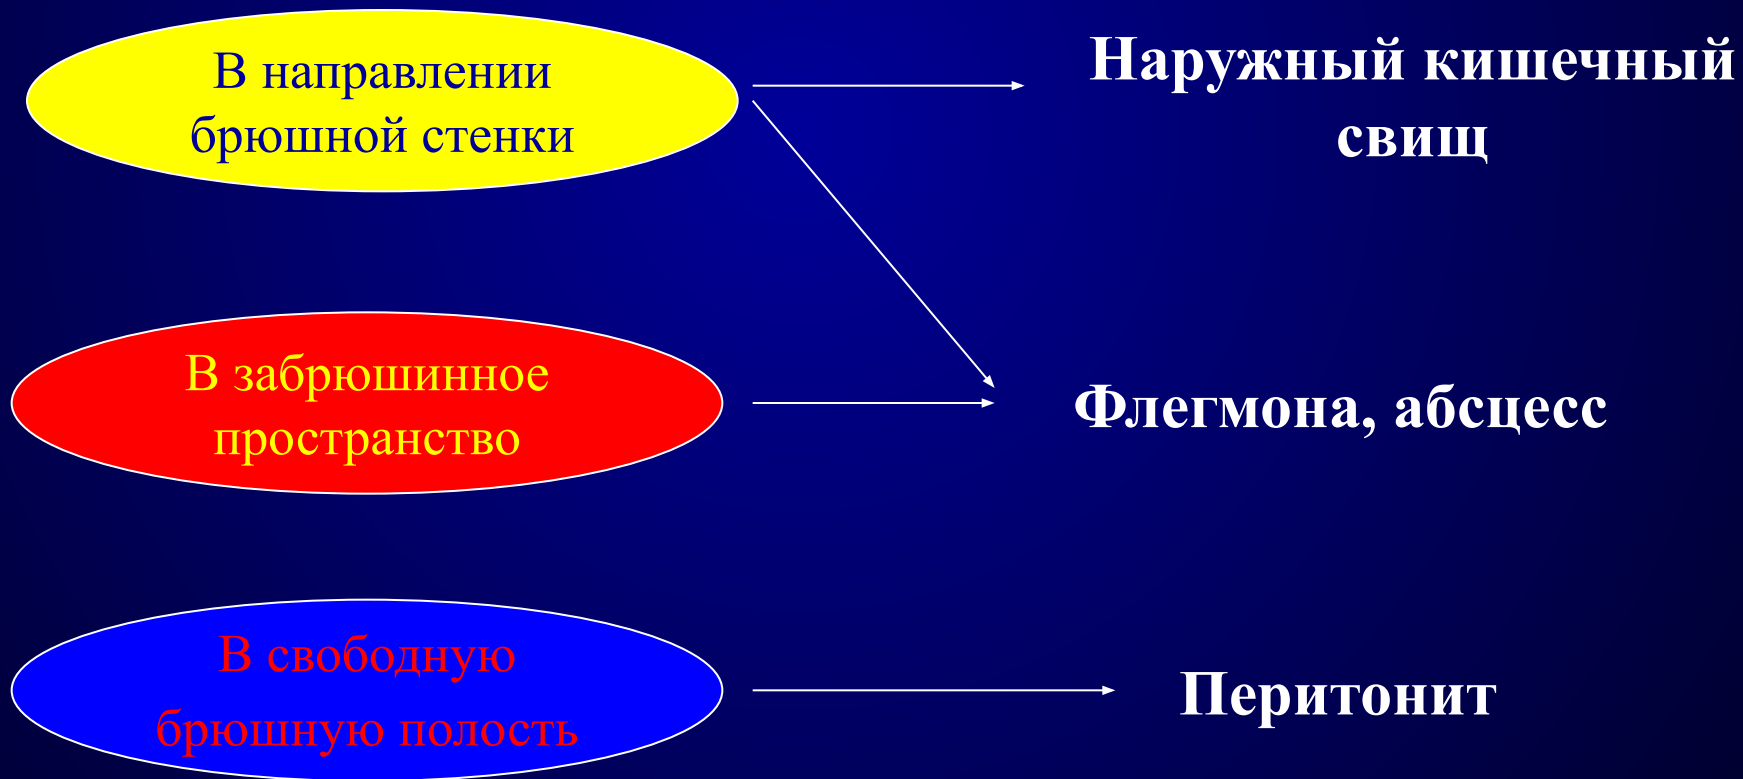 В направлении
брюшной стенки
Наружный кишечный
свищ
В забрюшинное
пространство
Флегмона, абсцесс
В свободную
брюшную полость
Перитонит